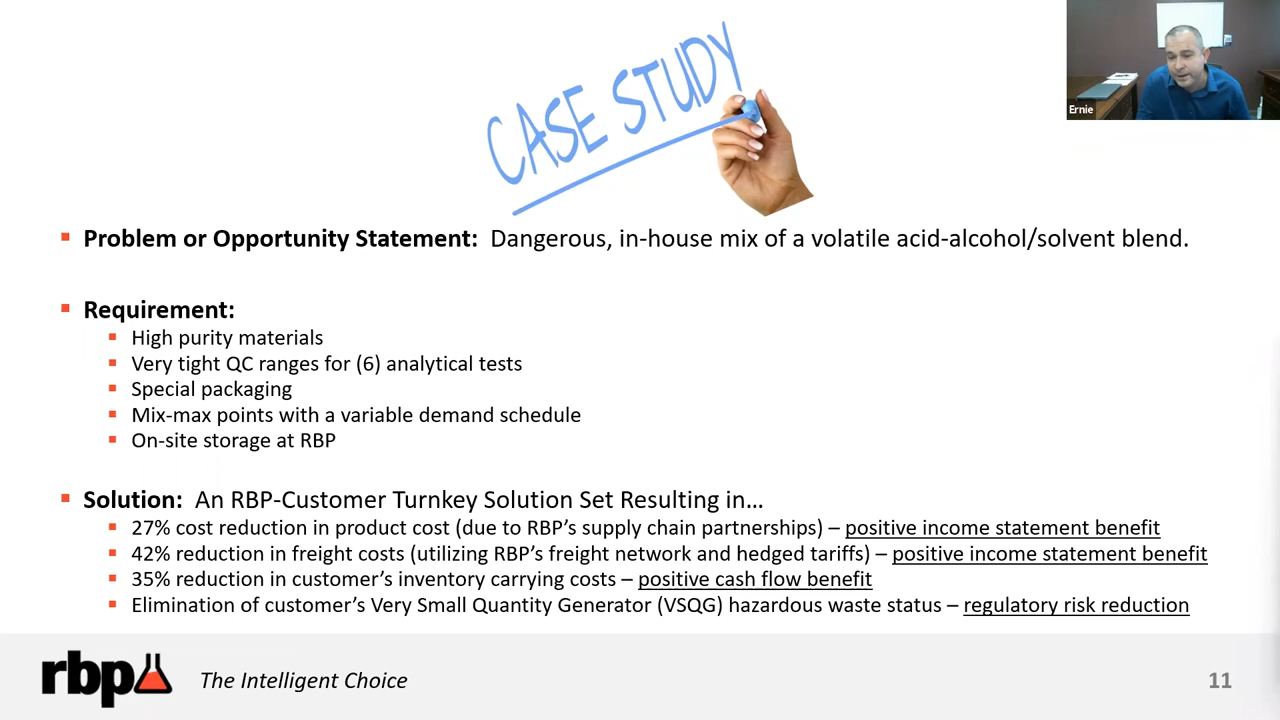 CASE STUDY
Ernie
Problem or Opportunity Statement: Dangerous, in-house mix of a volatile acid-alcohol/solvent blend.
Requirement:
High purity materials
Very tight QC ranges for (6) analytical tests
Special packaging
Mix-max points with a variable demand schedule
On-site storage at RBP
Solution: An RBP-Customer Turnkey Solution Set Resulting in…
27% cost reduction in product cost (due to RBP’s supply chain partnerships) – positive income statement benefit
42% reduction in freight costs (utilizing RBP’s freight network and hedged tariffs) – positive income statement benefit
35% reduction in customer’s inventory carrying costs – positive cash flow benefit
Elimination of customer’s Very Small Quantity Generator (VSQG) hazardous waste status – regulatory risk reduction
rbp
The Intelligent Choice
11